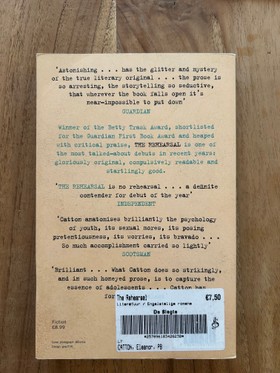 'Astonishing . . . has the glitter and mystery
of the true literary original . . . the prose is
so arresting, the storytelling so seductive,
that wherever the book falls open it's
near-impossible to put down'
GUARDIAN
Winner of the Betty Trask Award, shortlisted
for the Guardian First Book Award and heaped
with critical praise, THE REHEARSAL is one of
the most talked-about debuts in recent years:
gloriously original, compulsively readable and
startlingly good.
'THE REHEARSAL is no rehearsal . . . a definite
contender for debut of the year'
INDEPENDENT
'Catton anatomises brilliantly the psychology
of youth, its sexual mores, its posing
pretentiousness, its worries, its bravado . . .
So much accomplishment carried so lightly'
SCOTSMAN
'Brilliant . . . what Catton does so strikingly,
and in such honeyed prose, is to capture the
essence of adolescents . . . Catton has
Fiction
£8.99
The Rehearsal
€7,50
Literatuur / Engelstalige romans
De Slegte
CATTON, Eleanor. PB